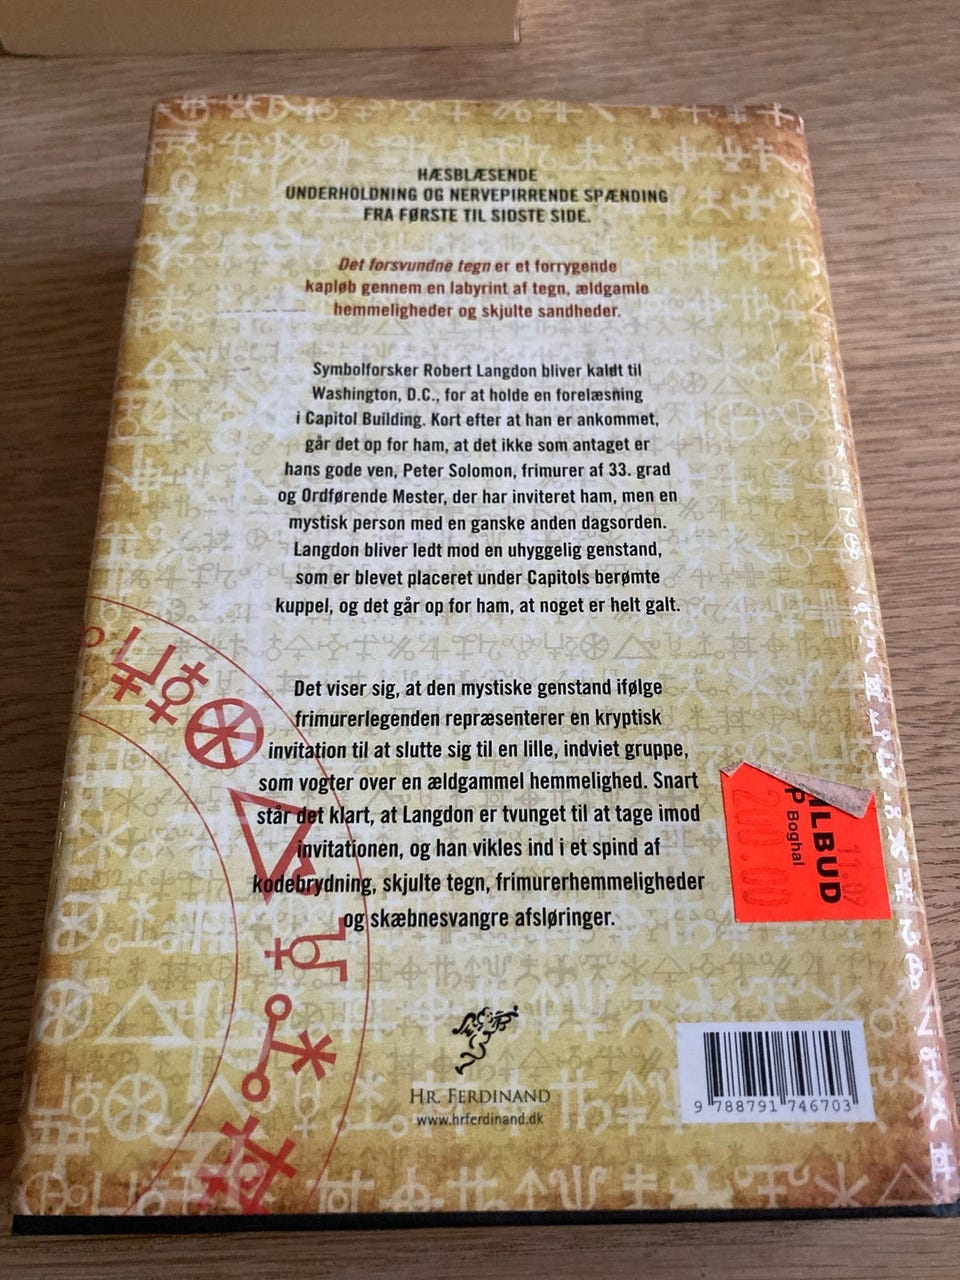 HÆSBLÆSENDE
UNDERHOLDNING OG NERVEPIRRENDE SPÆNDING
FRA FØRSTE TIL SIDSTE SIDE.
Det forsvundne tegn er et forrygende
kapløb gennem en labyrint af tegn, ældgamle
hemmeligheder og skjulte sandheder.
Symbolforsker Robert Langdon bliver kaldt til
Washington, D.C., for at holde en forelæsning
i Capitol Building. Kort efter at han er ankommet,
går det op for ham, at det ikke som antaget er
hans gode ven, Peter Solomon, frimurer af 33. grad
og Ordførende Mester, der har inviteret ham, men en
mystisk person med en ganske anden dagsorden.
Langdon bliver ledt mod en uhyggelig genstand,
som er blevet placeret under Capitols berømte
kuppel, og det går op for ham, at noget er helt galt.
Det viser sig, at den mystiske genstand ifølge
frimurerlegenden repræsenterer en kryptisk
invitation til at slutte sig til en lille, indviet gruppe,
som vogter over en ældgammel hemmelighed. Snart
står det klart, at Langdon er tvunget til at tage imod
invitationen, og han vikles ind i et spind af
kodebrydning, skjulte tegn, frimurerhemmeligheder
og skæbnesvangre afsløringer.
ILBUD
P Boghal
200.00
HR. FERDINAND
www.hrferdinand.dk
9 788791 746703